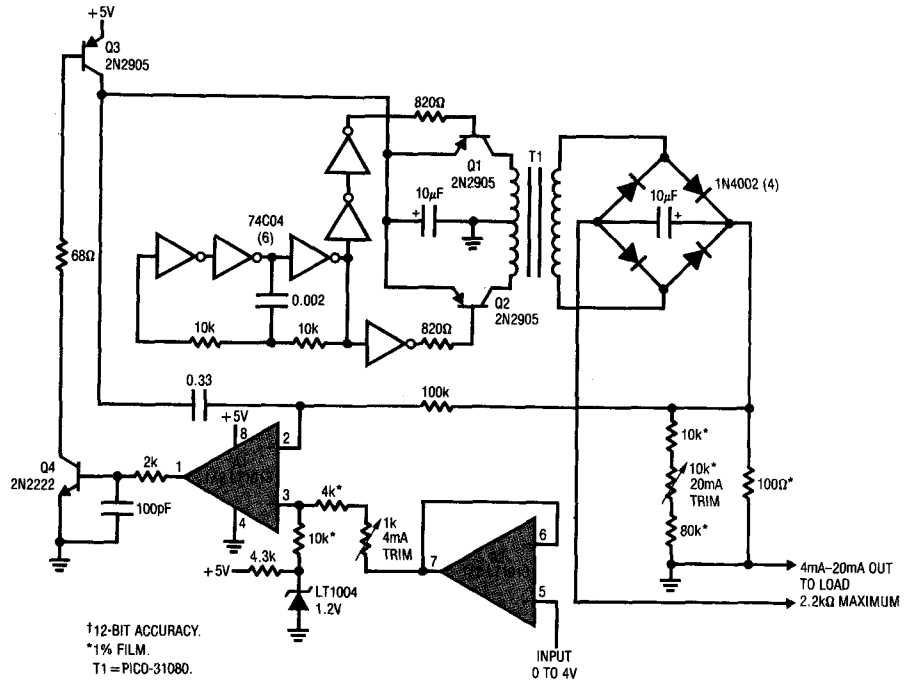 +5V
Q3
2N2905
820Ω
Q1
2N2905
T1
1N4002 (4)
10µF
+
10µF
+
74C04
(6)
68Ω
0.002
10k
10k
820Ω
Q2
2N2905
0.33
100k
+5V
8
2
1
3
4
2k
Q4
2N2222
100pF
4k*
10k*
1k
4mA
TRIM
4.3k
+5V
LT1004
1.2V
7
6
5
10k*
10k*
20mA
TRIM
80k*
100Ω*
4mA–20mA OUT
TO LOAD
2.2kΩ MAXIMUM
INPUT
0 TO 4V
†12-BIT ACCURACY.
*1% FILM.
T1 = PICO-31080.